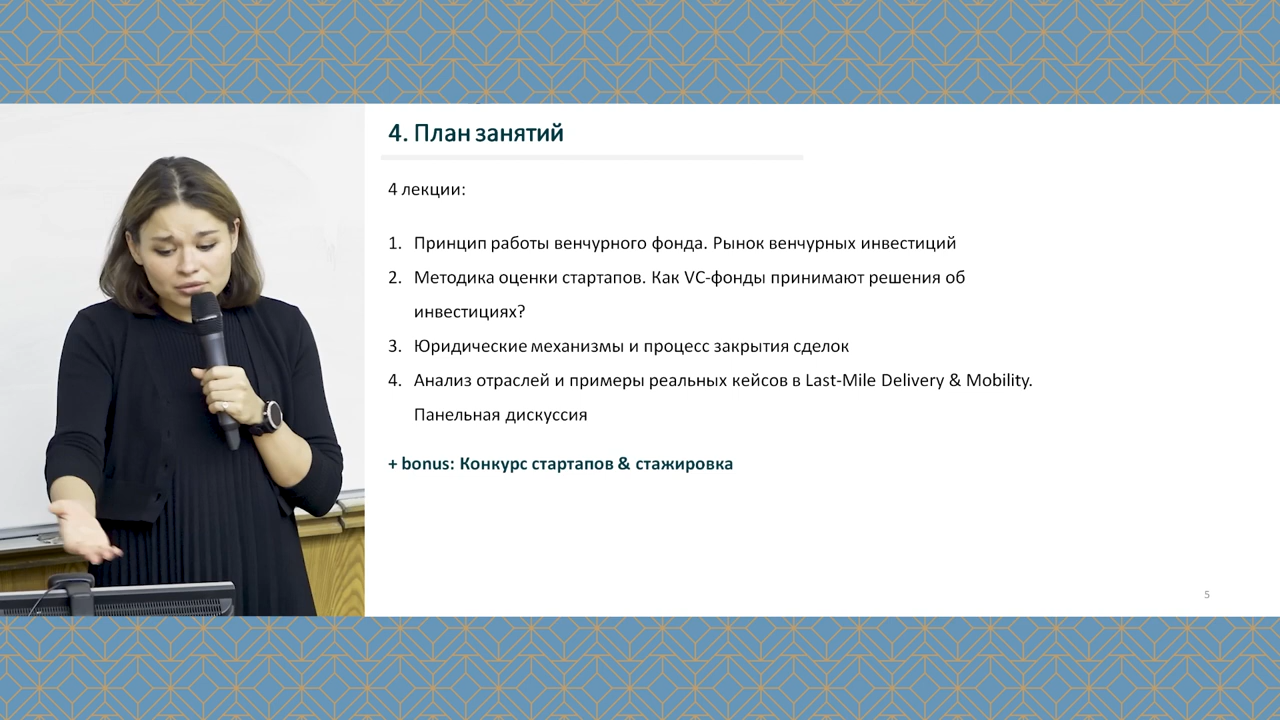 4. План занятий
4 лекции:
1. Принцип работы венчурного фонда. Рынок венчурных инвестиций
2. Методика оценки стартапов. Как VC-фонды принимают решения об
инвестициях?
3. Юридические механизмы и процесс закрытия сделок
4. Анализ отраслей и примеры реальных кейсов в Last-Mile Delivery & Mobility.
Панельная дискуссия
+ bonus: Конкурс стартапов & стажировка
5